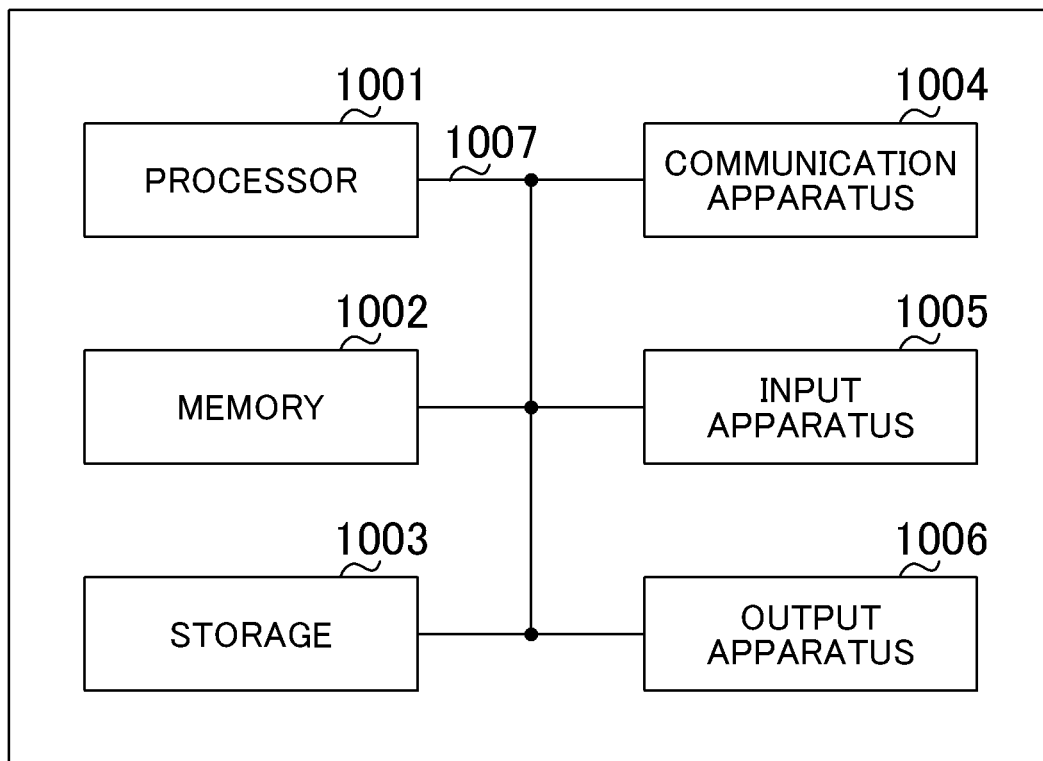 1001
PROCESSOR
1007
1004
COMMUNICATION
APPARATUS
1002
MEMORY
1005
INPUT
APPARATUS
1003
STORAGE
1006
OUTPUT
APPARATUS